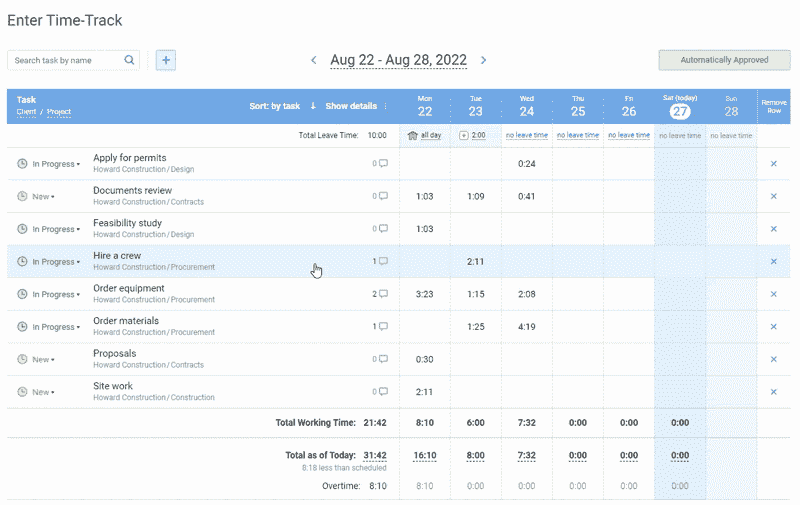 Enter Time-Track
Search task by name
+
Aug 22 - Aug 28, 2022
Automatically Approved
Task
Client / Project
Sort: by task ↓ Show details
Mon 22 Tue 23 Wed 24 Thu 25 Fri 26 Sat (today) 27 Sun 28
Remove Row
Total Leave Time: 10:00 all day 2:00 no leave time no leave time no leave time no leave time no leave time
In Progress Apply for permits 0 0:24 ×
Howard Construction / Design
New Documents review 0 1:03 1:09 0:41 ×
Howard Construction / Contracts
In Progress Feasibility study 0 1:03 ×
Howard Construction / Design
In Progress Hire a crew 1 2:11 ×
Howard Construction / Procurement
In Progress Order equipment 2 3:23 1:15 2:08 ×
Howard Construction / Procurement
In Progress Order materials 1 1:25 4:19 ×
Howard Construction / Procurement
New Proposals 0 0:30 ×
Howard Construction / Contracts
New Site work 0 2:11 ×
Howard Construction / Construction
Total Working Time: 21:42 8:10 6:00 7:32 0:00 0:00 0:00
Total as of Today: 31:42 16:10 8:00 7:32 0:00 0:00 0:00
8:18 less than scheduled
Overtime: 8:10 8:10 0:00 0:00 0:00 0:00 0:00